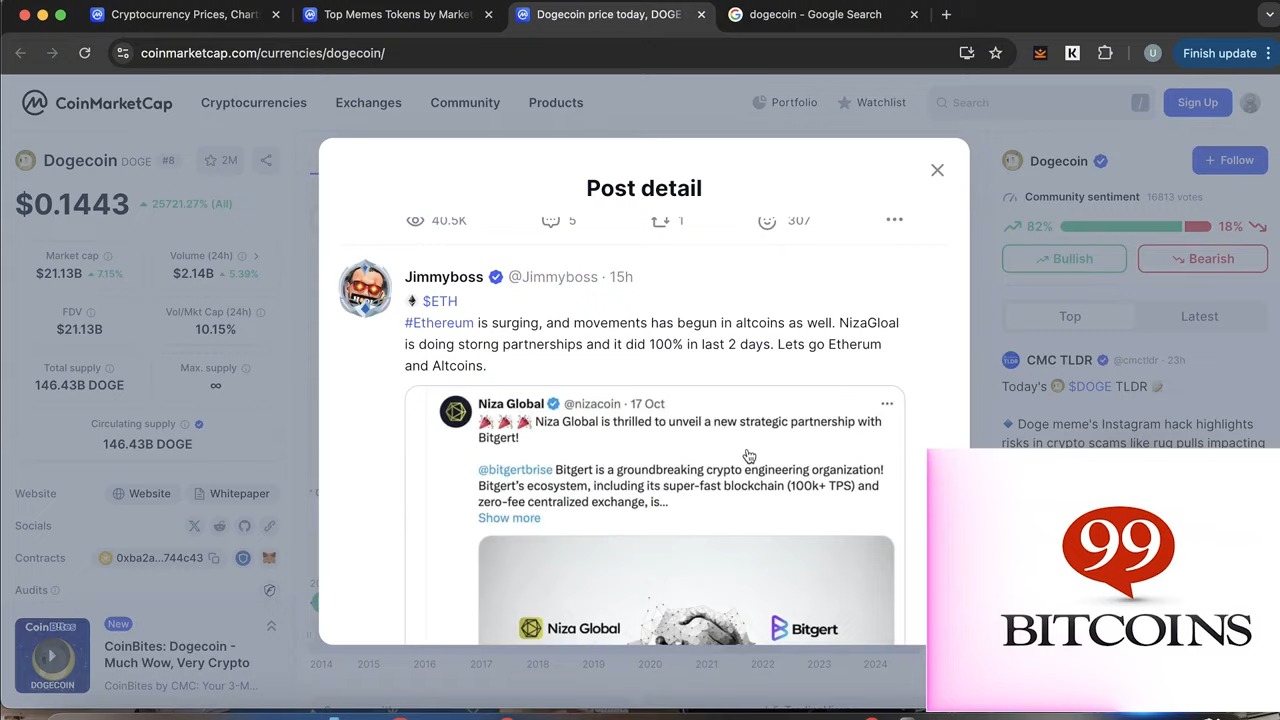 Cryptocurrency Prices, Chart
Top Memes Tokens by Market
Dogecoin price today, DOGE
dogecoin - Google Search
coinmarketcap.com/currencies/dogecoin/
K
U
Finish update
CoinMarketCap
Cryptocurrencies
Exchanges
Community
Products
Portfolio
Watchlist
Search
/
Sign Up
Dogecoin DOGE #8
2M
$0.1443
25721.27% (All)
Market cap
$21.13B 7.15%
Volume (24h)
$2.14B 5.39%
FDV
$21.13B
Vol/Mkt Cap (24h)
10.15%
Total supply
146.43B DOGE
Max. supply
∞
Circulating supply
146.43B DOGE
Website
Website
Whitepaper
Socials
Contracts
0xba2a...744c43
Audits
CoinBites
DOGECOIN
New
CoinBites: Dogecoin -
Much Wow, Very Crypto
CoinBites by CMC: Your 3-M...
Post detail
40.5K
5
1
307
Jimmyboss @Jimmyboss · 15h
$ETH
#Ethereum is surging, and movements has begun in altcoins as well. NizaGloal
is doing storng partnerships and it did 100% in last 2 days. Lets go Etherum
and Altcoins.
Niza Global @nizacoin · 17 Oct
Niza Global is thrilled to unveil a new strategic partnership with
Bitgert!
@bitgertbrise Bitgert is a groundbreaking crypto engineering organization!
Bitgert's ecosystem, including its super-fast blockchain (100k+ TPS) and
zero-fee centralized exchange, is...
Show more
Niza Global
Bitgert
2014 2015 2016 2017 2018 2019 2020 2021 2022 2023 2024
Dogecoin
+ Follow
Community sentiment 16813 votes
82%
18%
Bullish
Bearish
Top
Latest
CMC TLDR @cmctldr · 23h
Today's $DOGE TLDR
Doge meme's Instagram hack highlights
risks in crypto scams like rug pulls impacting
99
BITCOINS